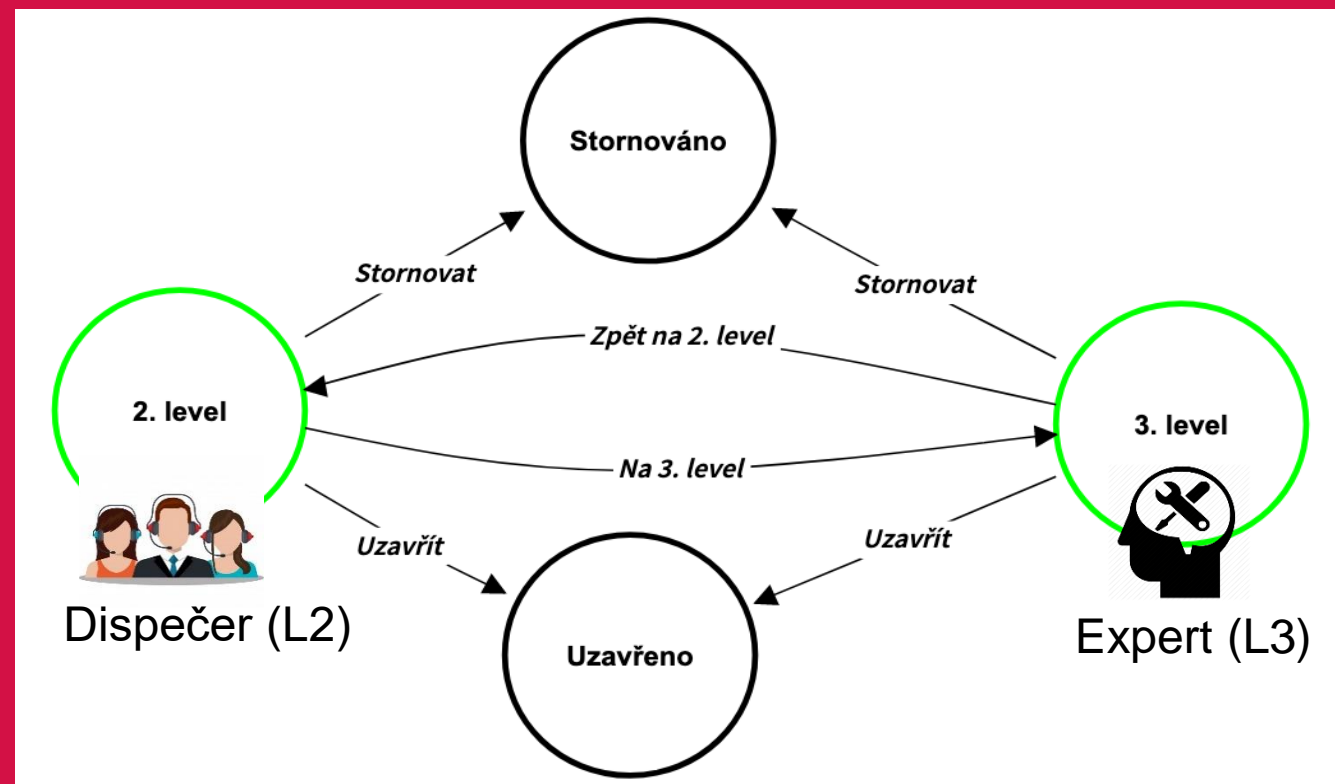 Stornováno
Stornovat
Stornovat
Zpět na 2. level
2. level
3. level
Na 3. level
Uzavřít
Uzavřít
Dispečer (L2)
Expert (L3)
Uzavřeno